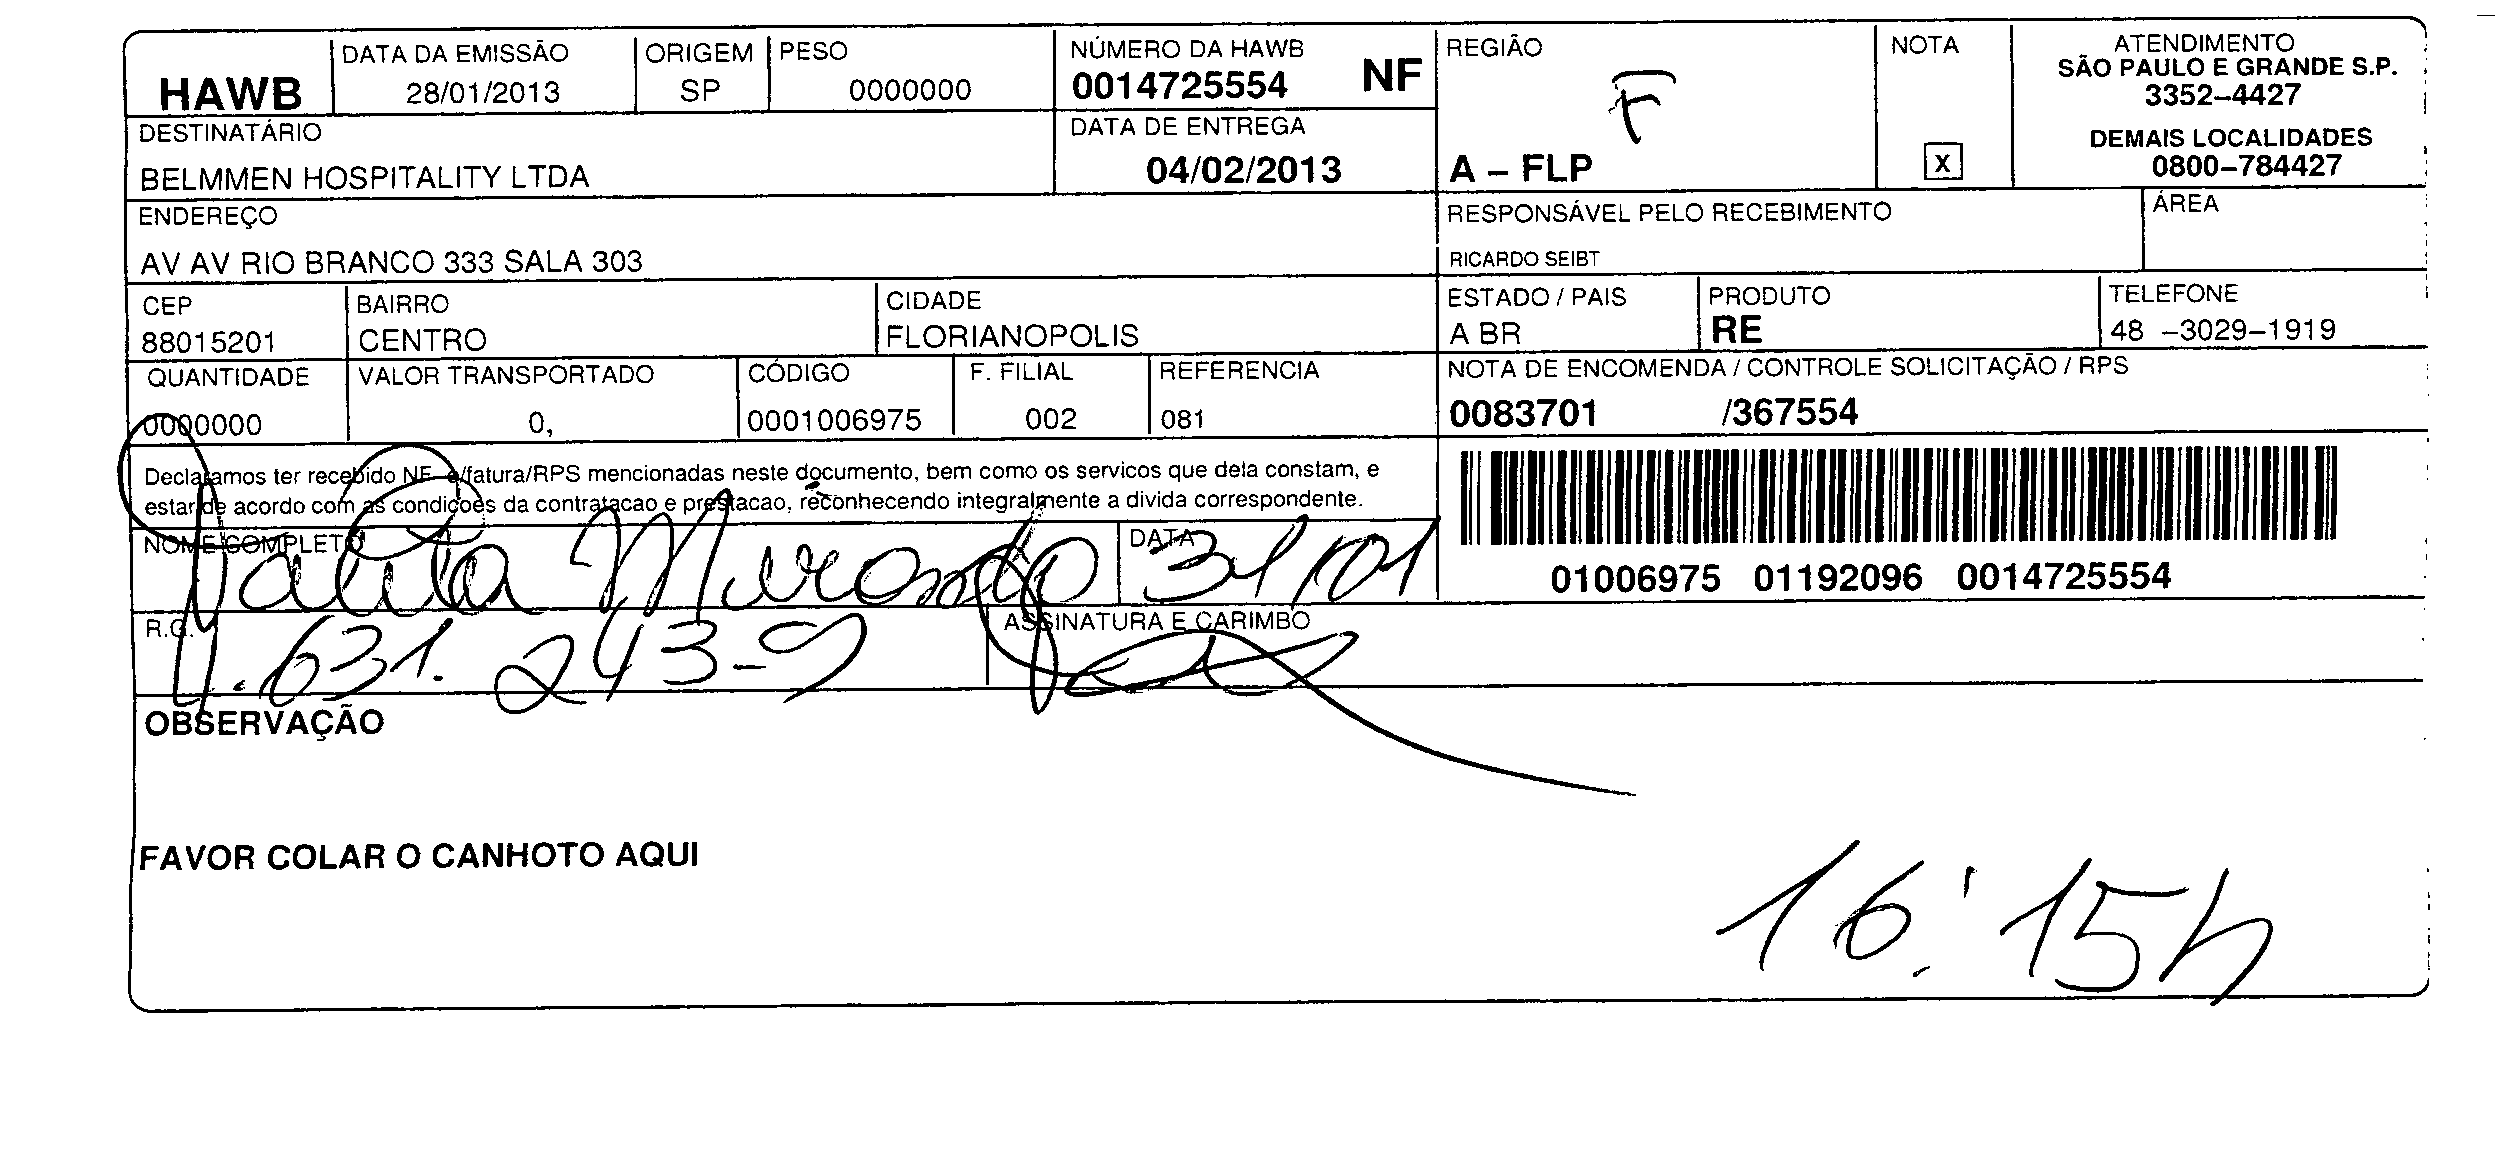 HAWB
DATA DA EMISSÃO
28/01/2013
ORIGEM
SP
PESO
0000000
NÚMERO DA HAWB
0014725554 NF
REGIÃO
F
A – FLP
NOTA
X
ATENDIMENTO
SÃO PAULO E GRANDE S.P.
3352–4427
DEMAIS LOCALIDADES
0800–784427
DESTINATÁRIO
BELMMEN HOSPITALITY LTDA
DATA DE ENTREGA
04/02/2013
ENDEREÇO
AV AV RIO BRANCO 333 SALA 303
RESPONSÁVEL PELO RECEBIMENTO
RICARDO SEIBT
ÁREA
CEP
88015201
BAIRRO
CENTRO
CIDADE
FLORIANOPOLIS
ESTADO / PAIS
A BR
PRODUTO
RE
TELEFONE
48 –3029–1919
QUANTIDADE
0000000
VALOR TRANSPORTADO
0,
CÓDIGO
0001006975
F. FILIAL
002
REFERENCIA
081
NOTA DE ENCOMENDA / CONTROLE SOLICITAÇÃO / RPS
0083701 /367554
Declaramos ter recebido NF-e/fatura/RPS mencionadas neste documento, bem como os servicos que dela constam, e
estar de acordo com as condiçoes da contratacao e prestacao, reconhecendo integralmente a divida correspondente.
NOME COMPLETO
DATA
31/01
01006975 01192096 0014725554
R.G.
.631.243-9
ASSINATURA E CARIMBO
OBSERVAÇÃO
FAVOR COLAR O CANHOTO AQUI
16:15h